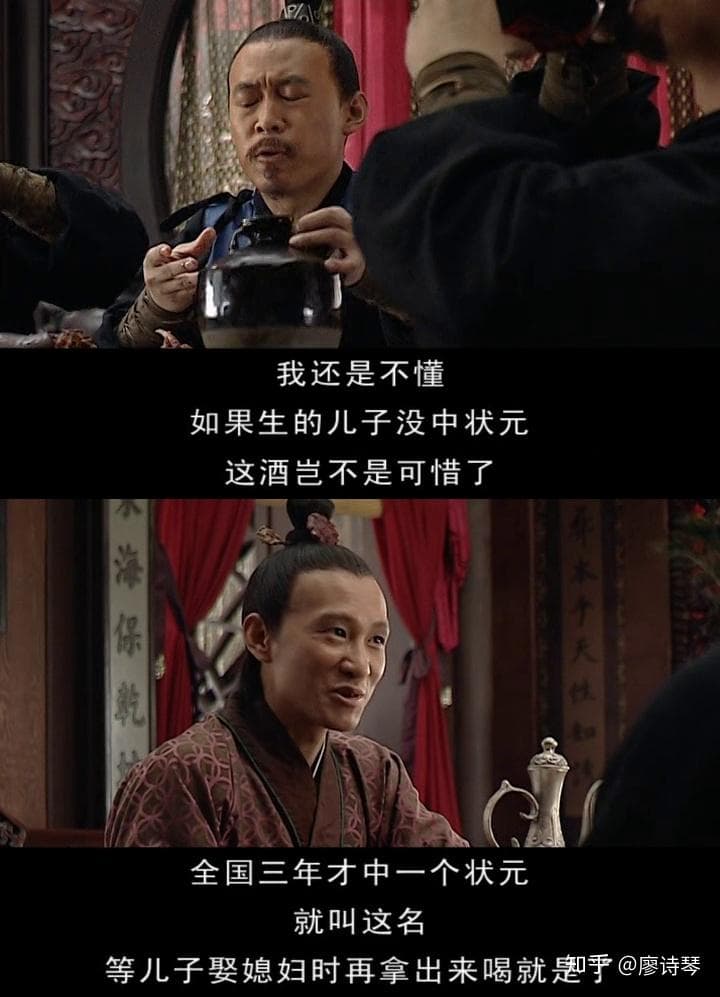 我还是不懂
如果生的儿子没中状元
这酒岂不是可惜了
海保乾
全国三年才中一个状元
就叫这名
等儿子娶媳妇时再拿出来喝就是了
知乎 @廖诗琴